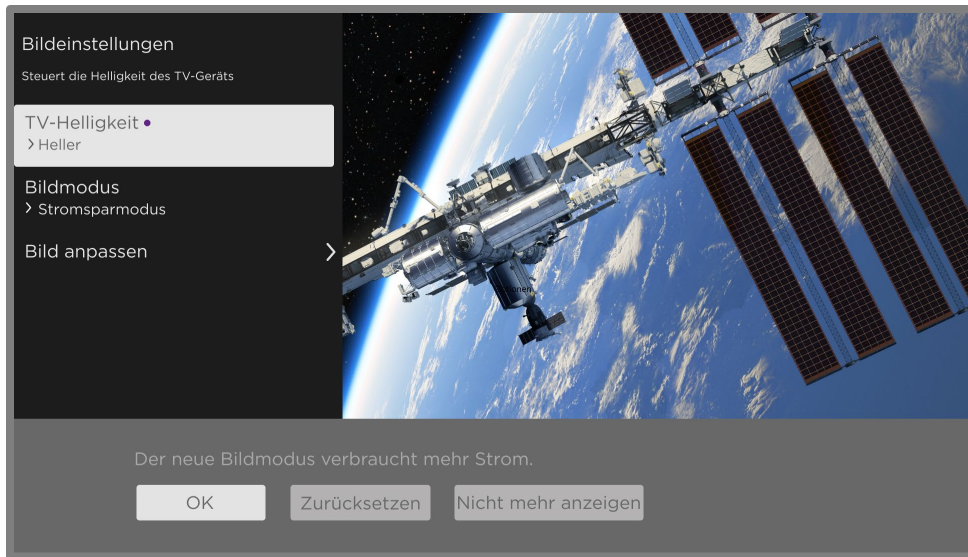 Bildeinstellungen
Steuert die Helligkeit des TV-Geräts
TV-Helligkeit
Heller
Bildmodus
Stromsparmodus
Bild anpassen
Der neue Bildmodus verbraucht mehr Strom.
OK
Zurücksetzen
Nicht mehr anzeigen